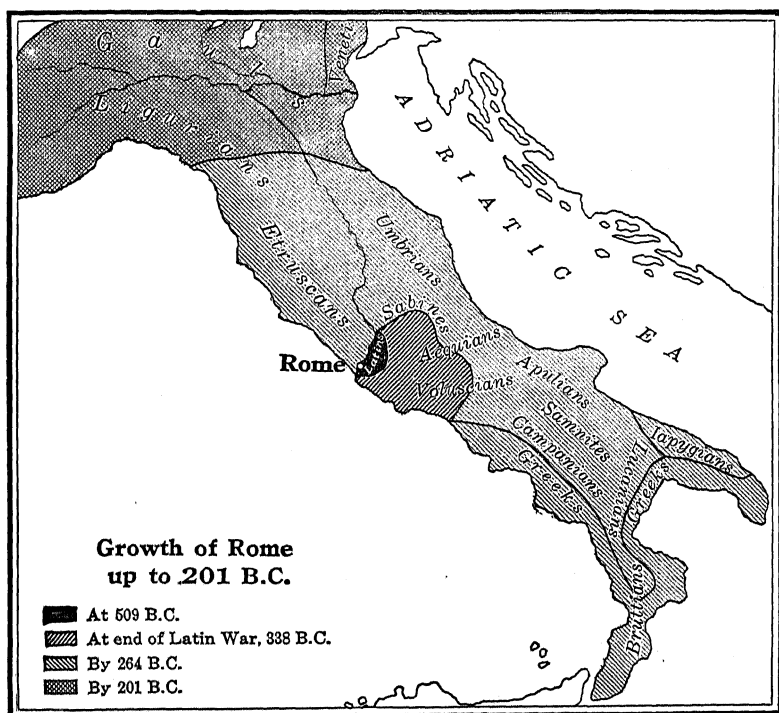 Gauls
Veneti
Ligurians
ADRIATIC SEA
Umbrians
Etruscans
Sabines
Latins
Rome
Aequians
Volscians
Apulians
Samnites
Campanians
Greeks
Lucanians
Iapygians
Greeks
Bruttians
Growth of Rome
up to 201 B.C.
At 509 B.C.
At end of Latin War, 338 B.C.
By 264 B.C.
By 201 B.C.